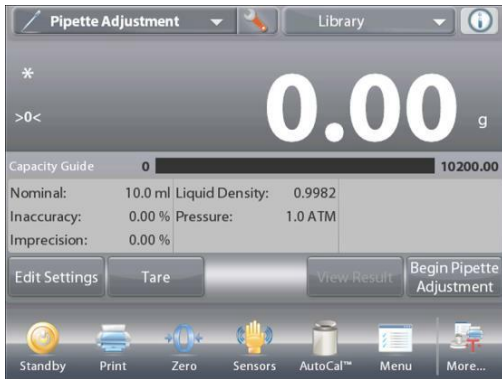 Pipette Adjustment Library
*
>0<
0.00 g
Capacity Guide 0 10200.00
Nominal: 10.0 ml Liquid Density: 0.9982
Inaccuracy: 0.00 % Pressure: 1.0 ATM
Imprecision: 0.00 %
Edit Settings Tare View Result Begin Pipette
Adjustment
Standby Print Zero Sensors AutoCal™ Menu More...